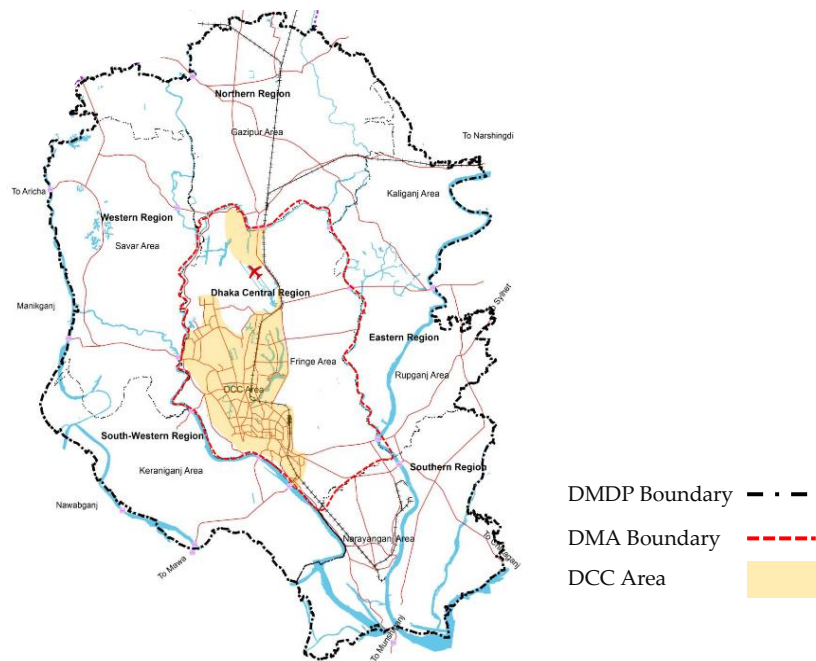 Northern Region
Gazipur Area
To Narshingdi
To Aricha
Kaliganj Area
Western Region
Savar Area
Dhaka Central Region
Manikganj
To Sylhet
Eastern Region
Fringe Area
Rupganj Area
DCC Area
South-Western Region
Keraniganj Area
Southern Region
Nawabganj
Narayanganj Area
To Mawa
To Munshiganj
DMDP Boundary
DMA Boundary
DCC Area